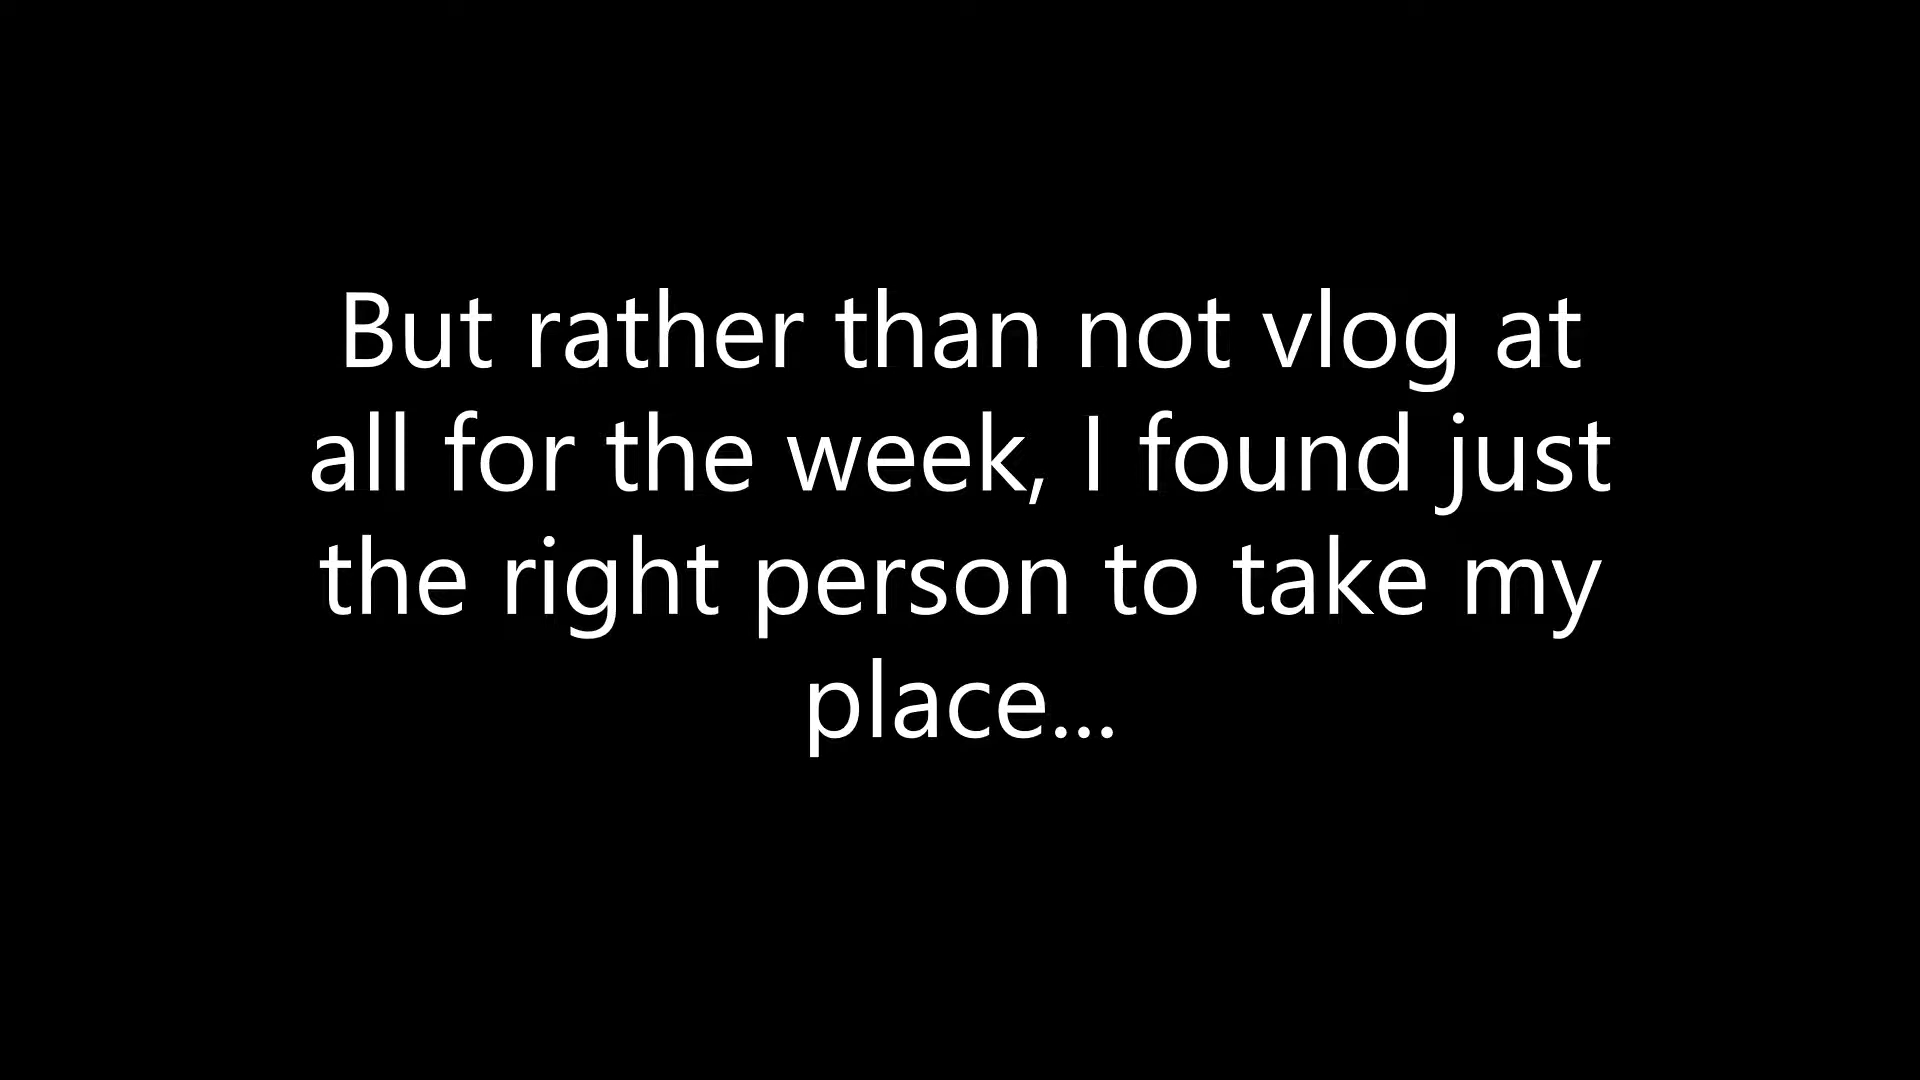 But rather than not vlog at
all for the week, I found just
the right person to take my
place...